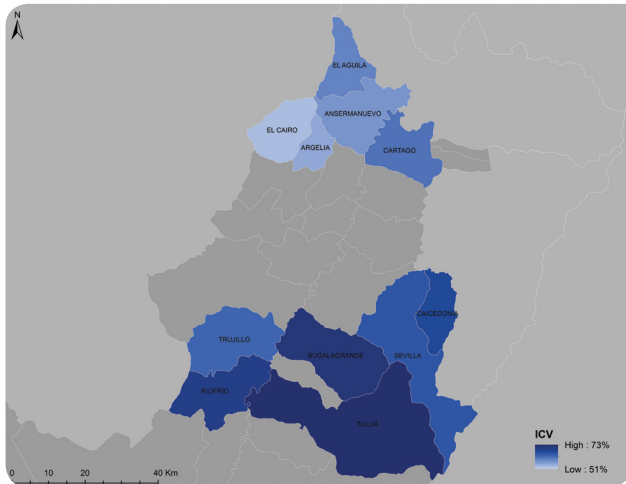 N
EL AGUILA
ANSERMANUEVO
EL CAIRO
ARGELIA
CARTAGO
CAICEDONIA
TRUJILLO
BUGALAGRANDE
SEVILLA
RIOFRIO
TULUA
ICV
High : 73%
Low : 51%
0 10 20 40 Km